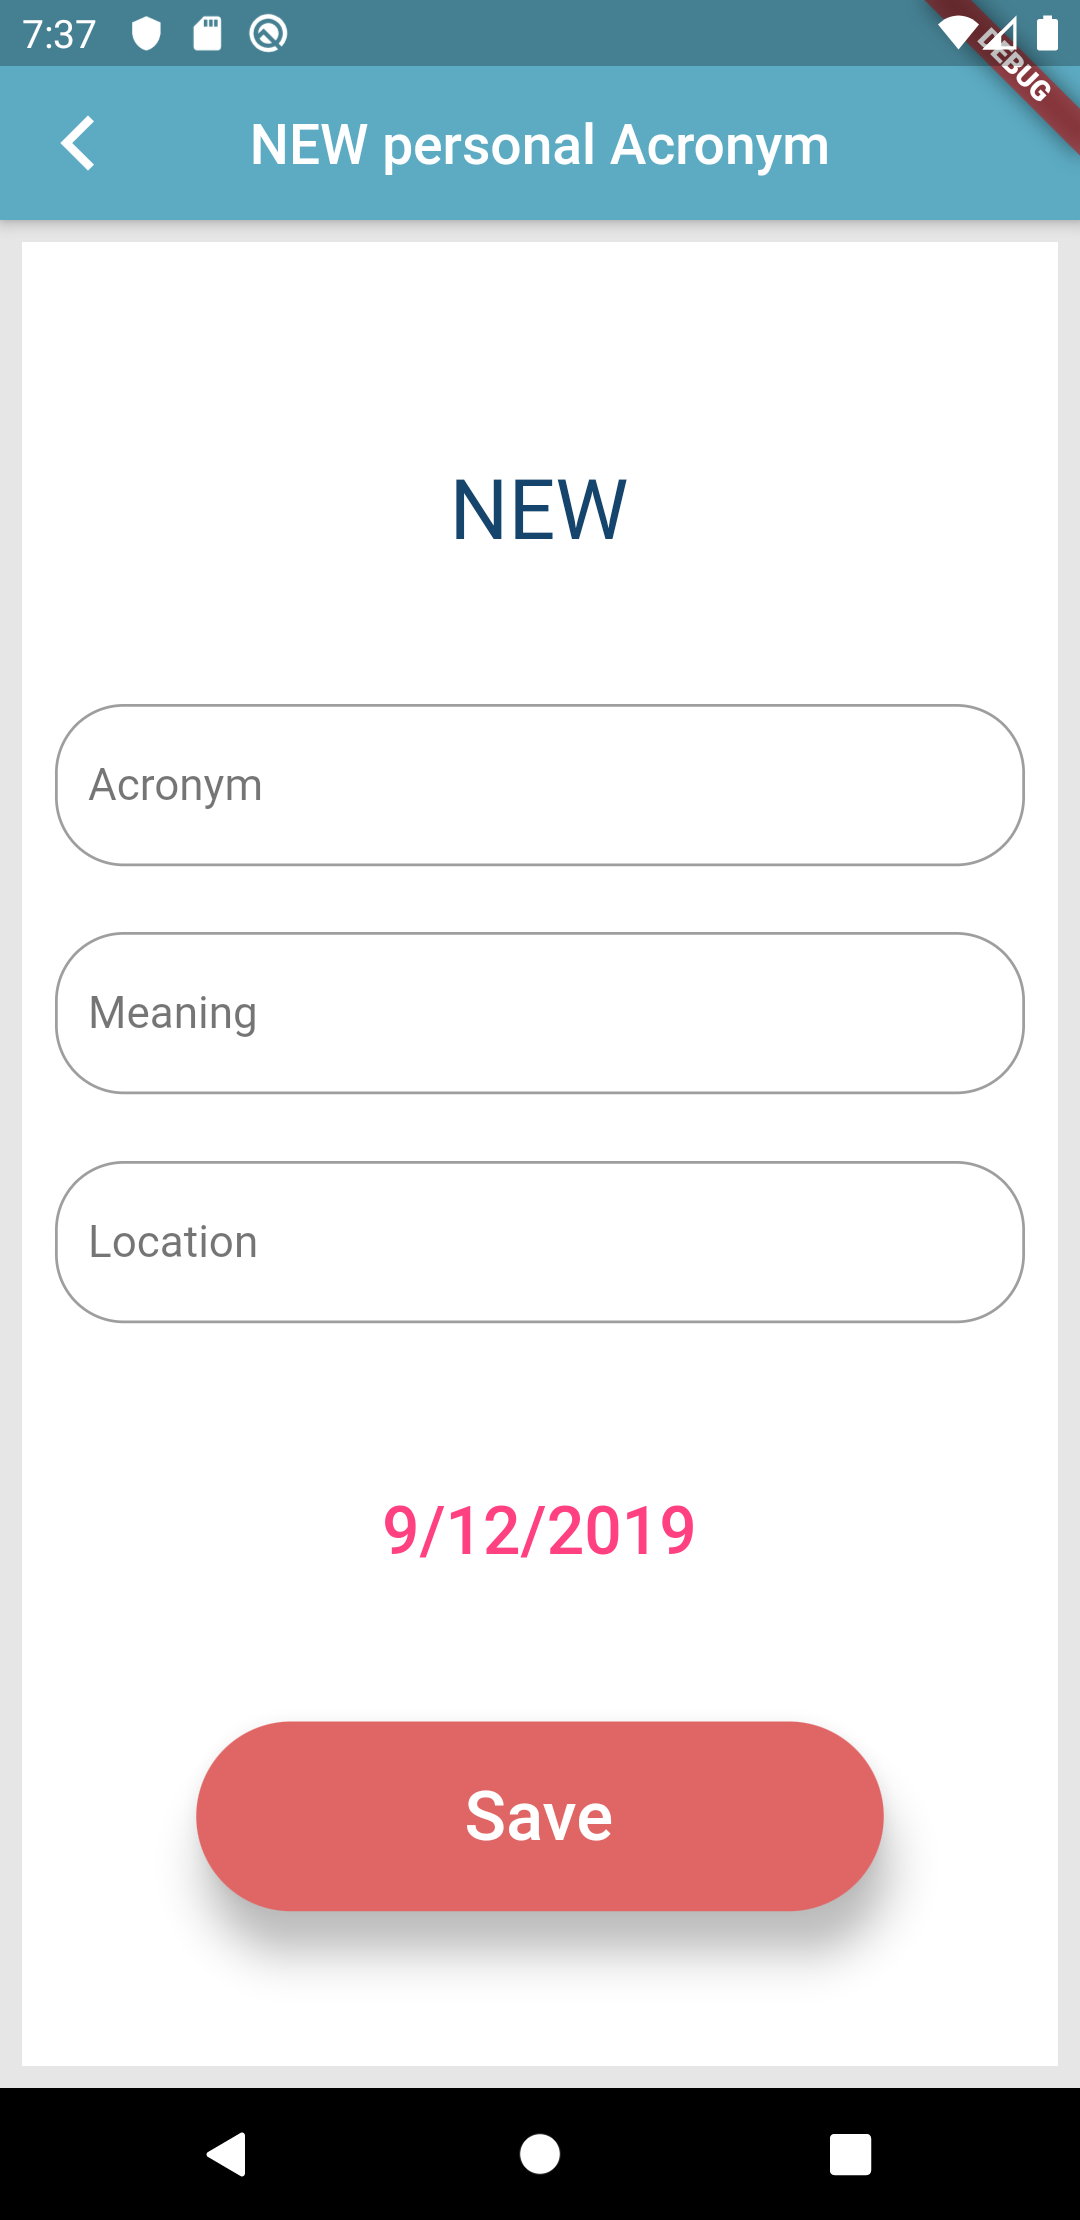 7:37
DEBUG
NEW personal Acronym
NEW
Acronym
Meaning
Location
9/12/2019
Save